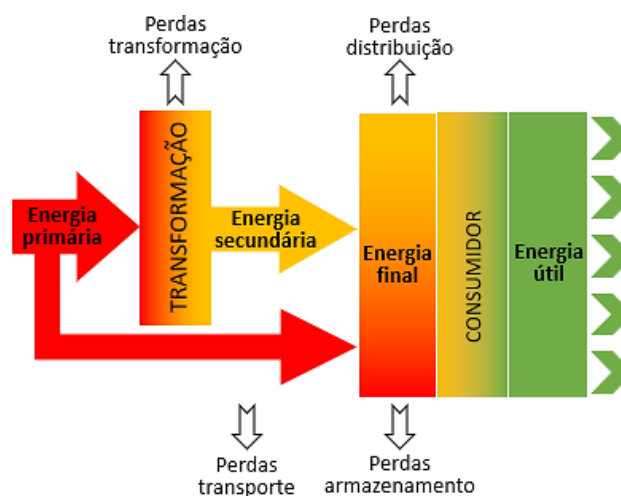 Perdas
transformação
Perdas
distribuição
Energia
primária
TRANSFORMAÇÃO
Energia
secundária
Energia
final
CONSUMIDOR
Energia
útil
Perdas
transporte
Perdas
armazenamento